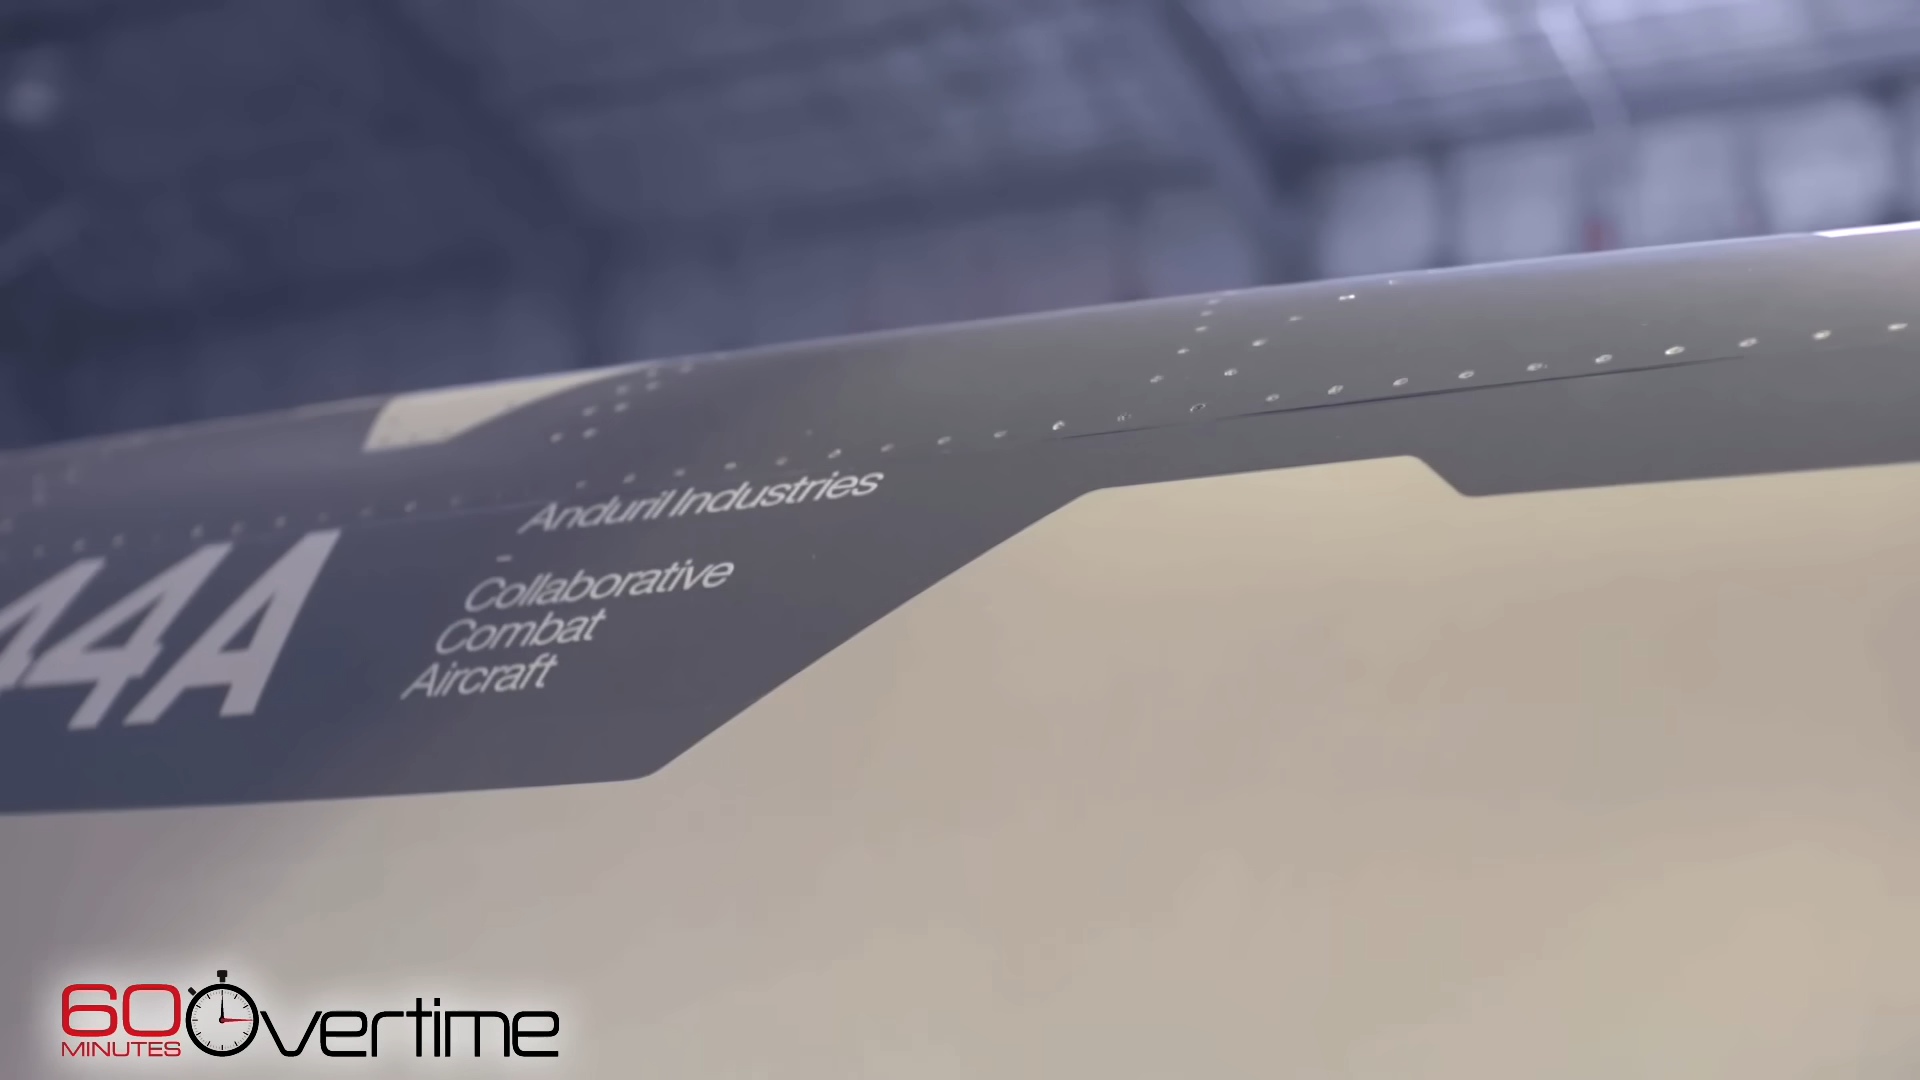 Anduril Industries
44A
Collaborative
Combat
Aircraft
60 Overtime
MINUTES